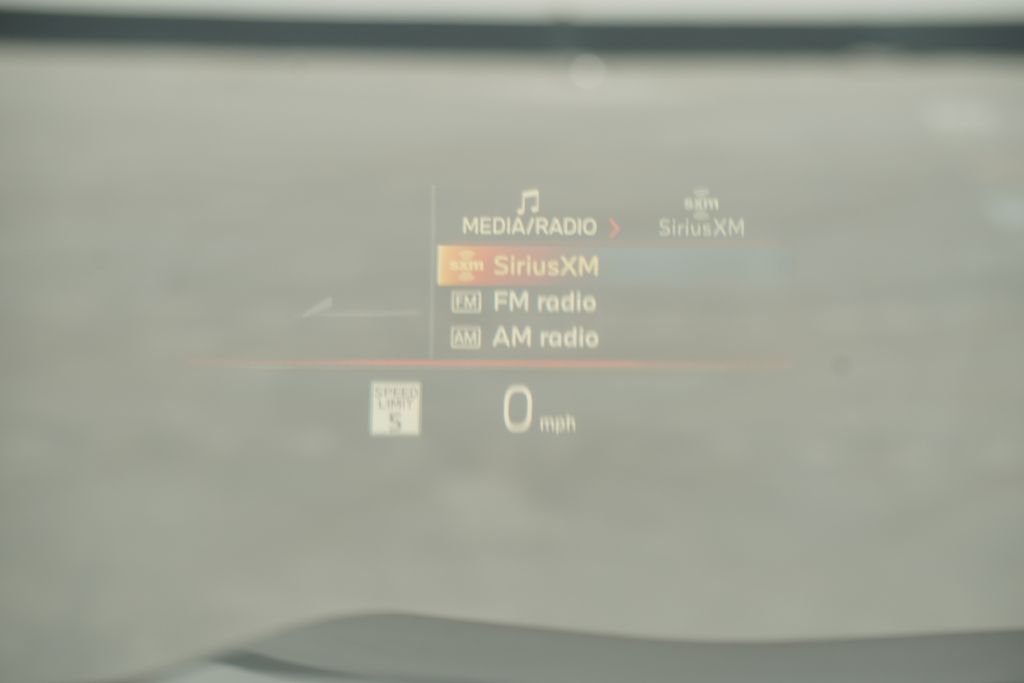 MEDIA/RADIO
sxm
SiriusXM
sxm SiriusXM
FM FM radio
AM AM radio
SPEED
LIMIT
5
0 mph